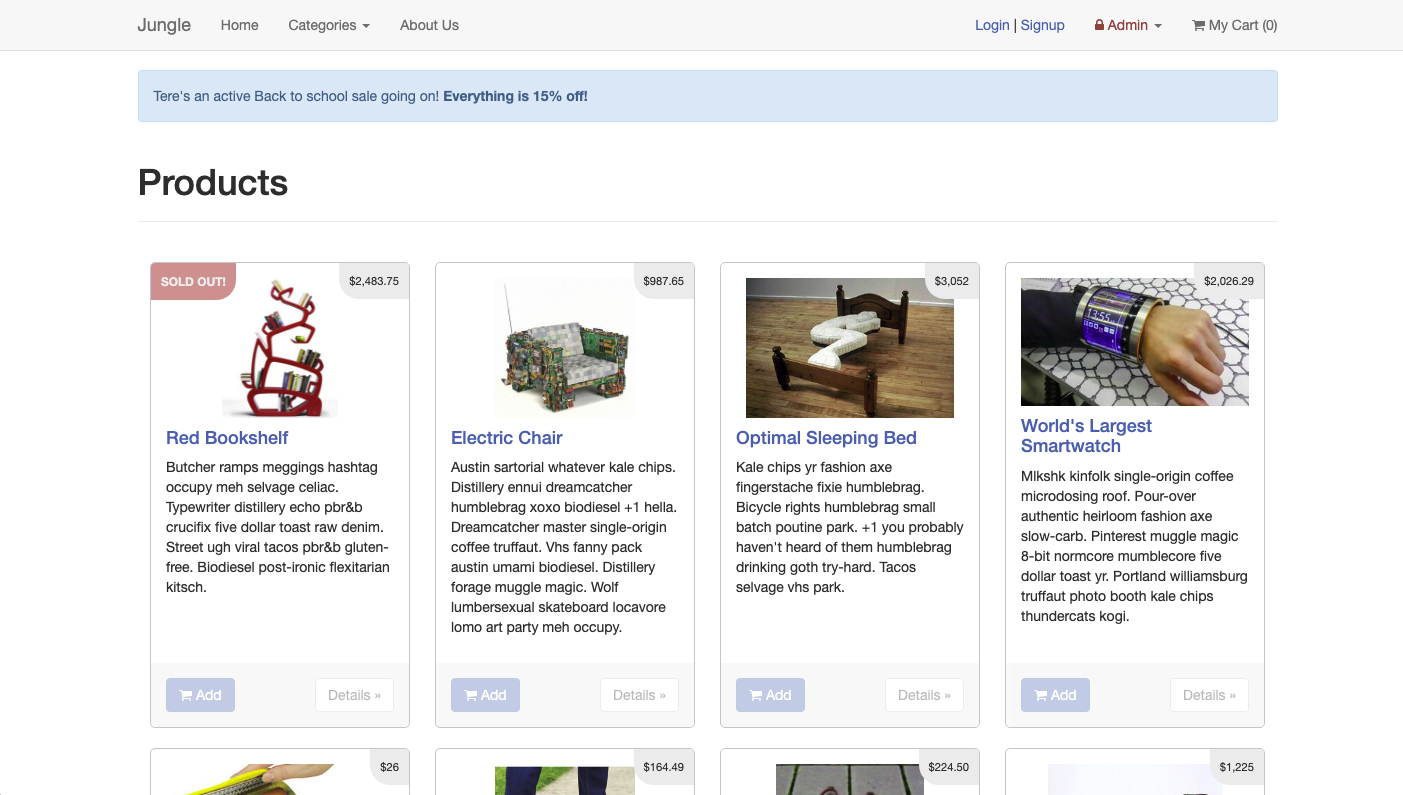 Jungle Home Categories About Us Login | Signup Admin My Cart (0)
Tere's an active Back to school sale going on! Everything is 15% off!
Products
SOLD OUT!
$2,483.75
Red Bookshelf
Butcher ramps meggings hashtag
occupy meh selvage celiac.
Typewriter distillery echo pbr&b
crucifix five dollar toast raw denim.
Street ugh viral tacos pbr&b gluten-
free. Biodiesel post-ironic flexitarian
kitsch.
Add
Details »
$987.65
Electric Chair
Austin sartorial whatever kale chips.
Distillery ennui dreamcatcher
humblebrag xoxo biodiesel +1 hella.
Dreamcatcher master single-origin
coffee truffaut. Vhs fanny pack
austin umami biodiesel. Distillery
forage muggle magic. Wolf
lumbersexual skateboard locavore
lomo art party meh occupy.
Add
Details »
$3,052
Optimal Sleeping Bed
Kale chips yr fashion axe
fingerstache fixie humblebrag.
Bicycle rights humblebrag small
batch poutine park. +1 you probably
haven't heard of them humblebrag
drinking goth try-hard. Tacos
selvage vhs park.
Add
Details »
$2,026.29
13:55
World's Largest
Smartwatch
Mlkshk kinfolk single-origin coffee
microdosing roof. Pour-over
authentic heirloom fashion axe
slow-carb. Pinterest muggle magic
8-bit normcore mumblecore five
dollar toast yr. Portland williamsburg
truffaut photo booth kale chips
thundercats kogi.
Add
Details »
$26
$164.49
$224.50
$1,225